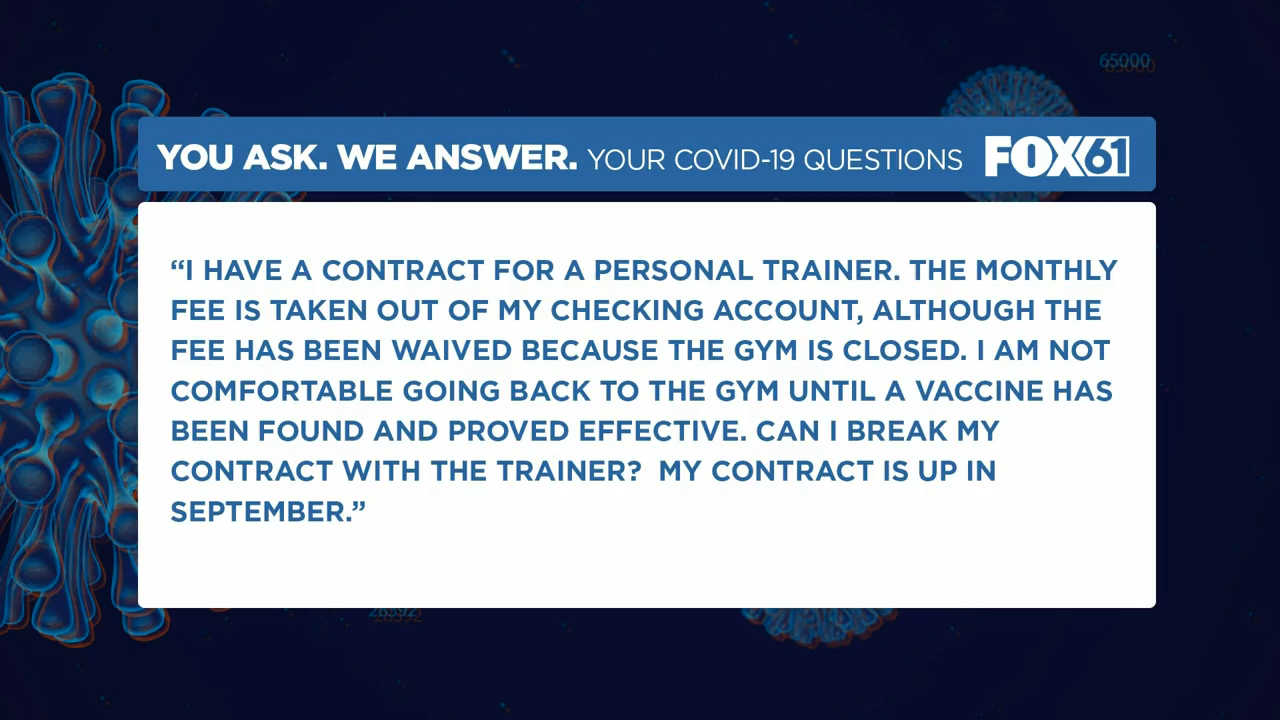 65000
YOU ASK. WE ANSWER. YOUR COVID-19 QUESTIONS FOX61
“I HAVE A CONTRACT FOR A PERSONAL TRAINER. THE MONTHLY
FEE IS TAKEN OUT OF MY CHECKING ACCOUNT, ALTHOUGH THE
FEE HAS BEEN WAIVED BECAUSE THE GYM IS CLOSED. I AM NOT
COMFORTABLE GOING BACK TO THE GYM UNTIL A VACCINE HAS
BEEN FOUND AND PROVED EFFECTIVE. CAN I BREAK MY
CONTRACT WITH THE TRAINER?  MY CONTRACT IS UP IN
SEPTEMBER.”